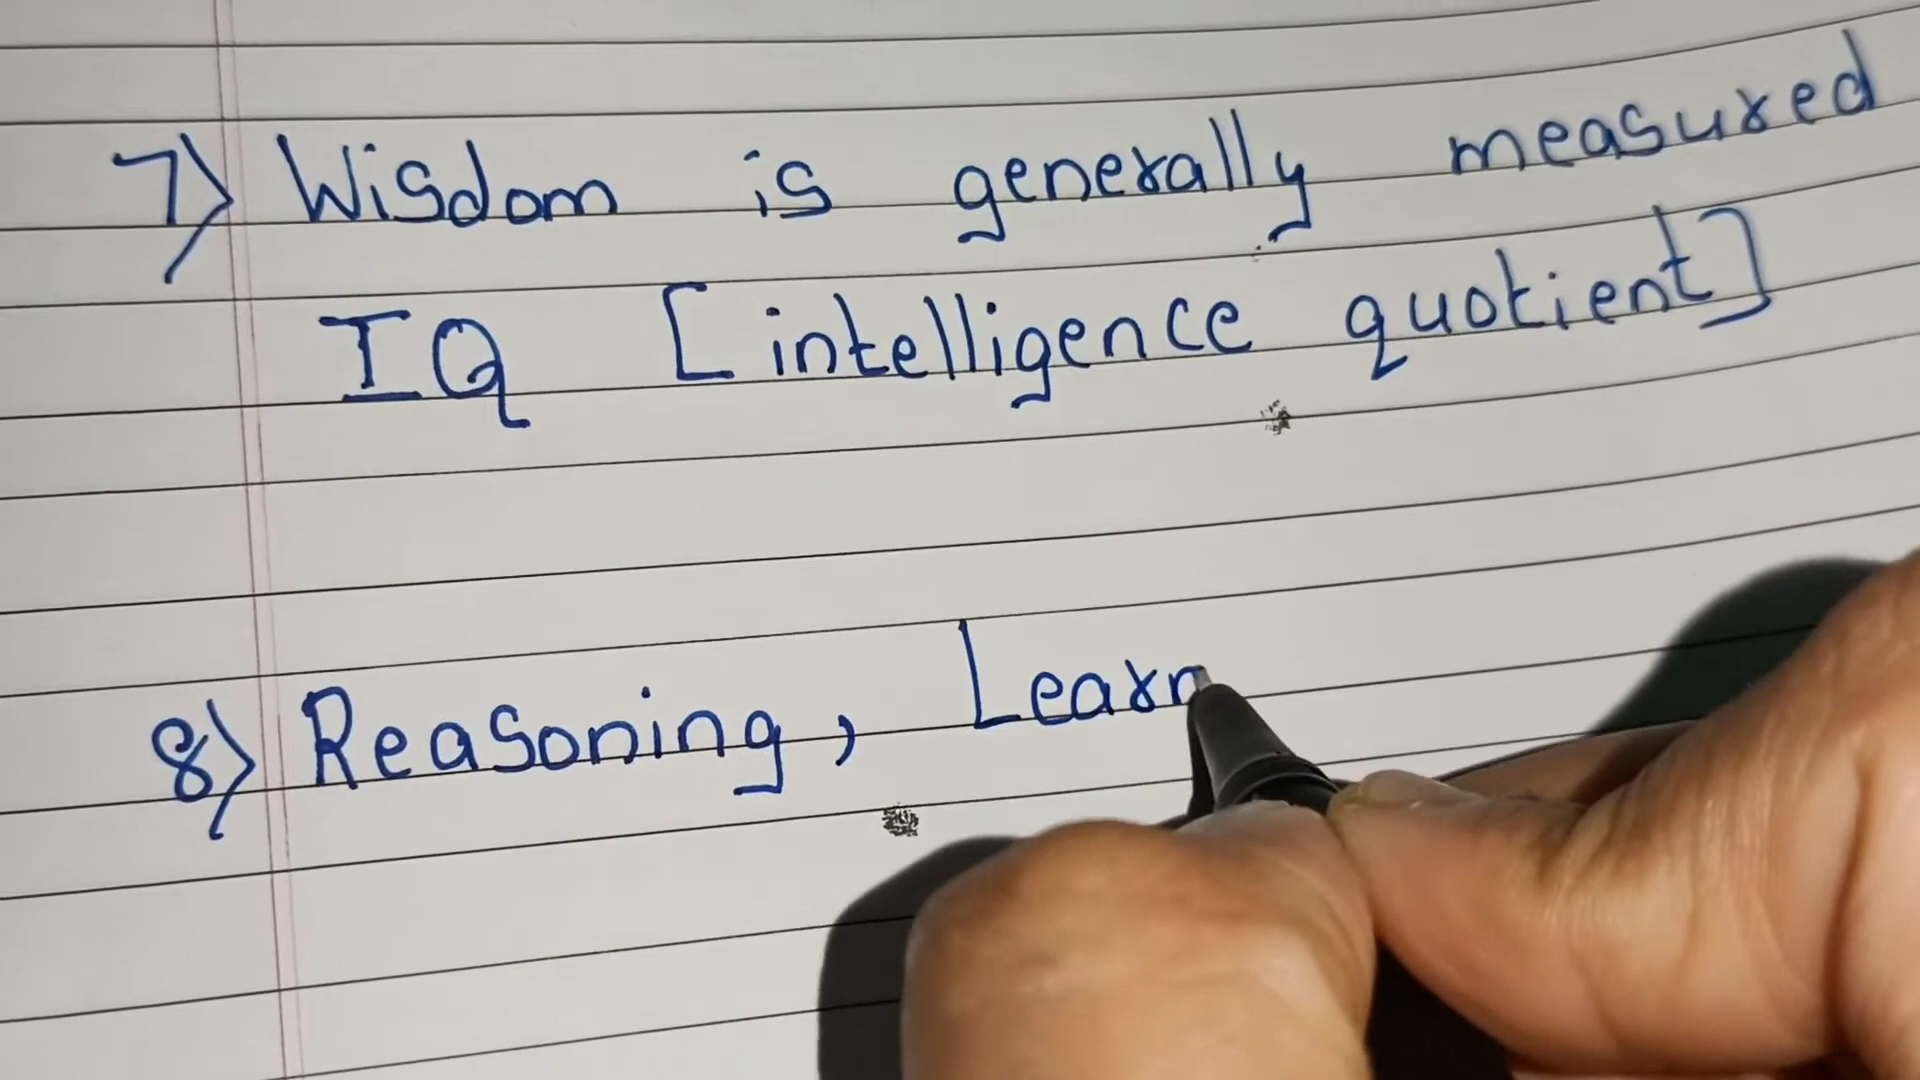 7) Wisdom is generally measured
IQ [intelligence quotient]
8) Reasoning, Learn